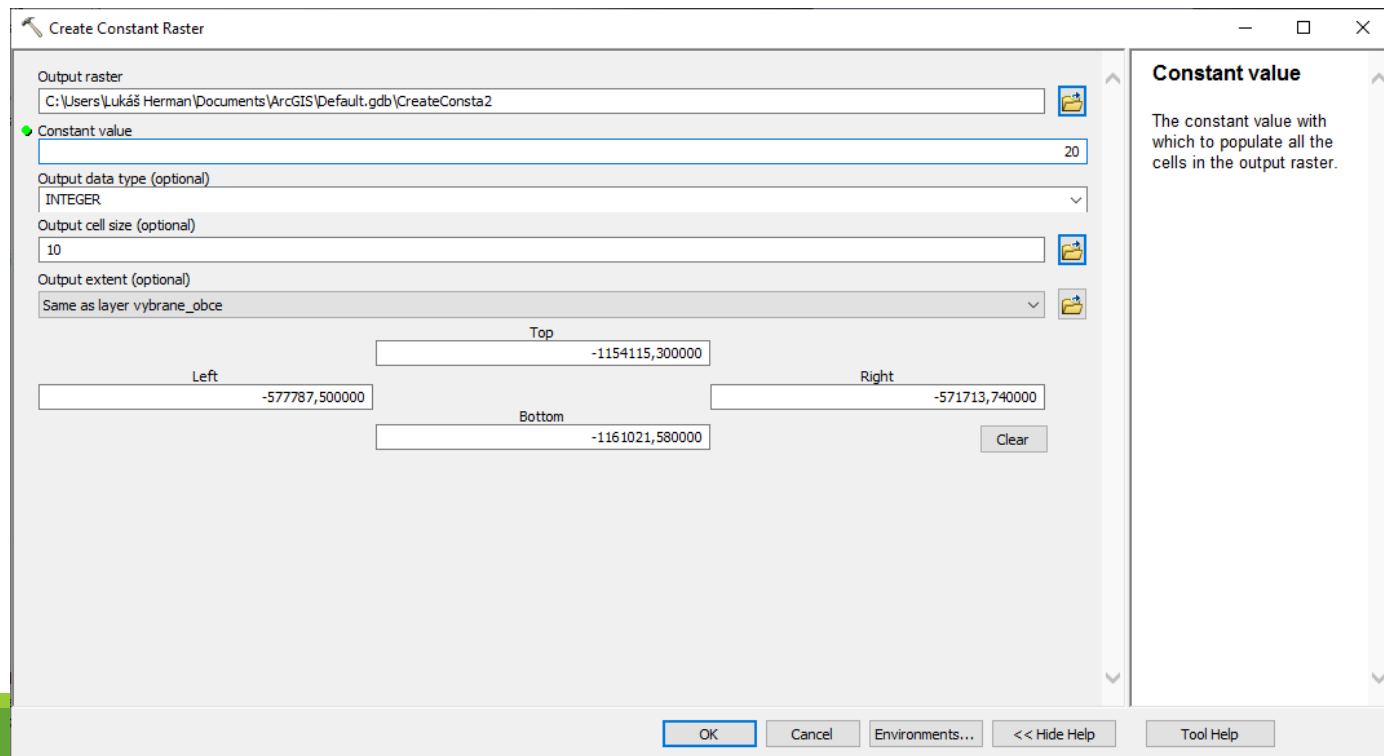 Create Constant Raster
Output raster
C:\Users\Lukáš Herman\Documents\ArcGIS\Default.gdb\CreateConsta2
Constant value
20
Output data type (optional)
INTEGER
Output cell size (optional)
10
Output extent (optional)
Same as layer vybrane_obce
Top
-1154115,300000
Left
Right
-577787,500000
-571713,740000
Bottom
-1161021,580000
Clear
OK
Cancel
Environments...
<< Hide Help
Tool Help
Constant value
The constant value with
which to populate all the
cells in the output raster.